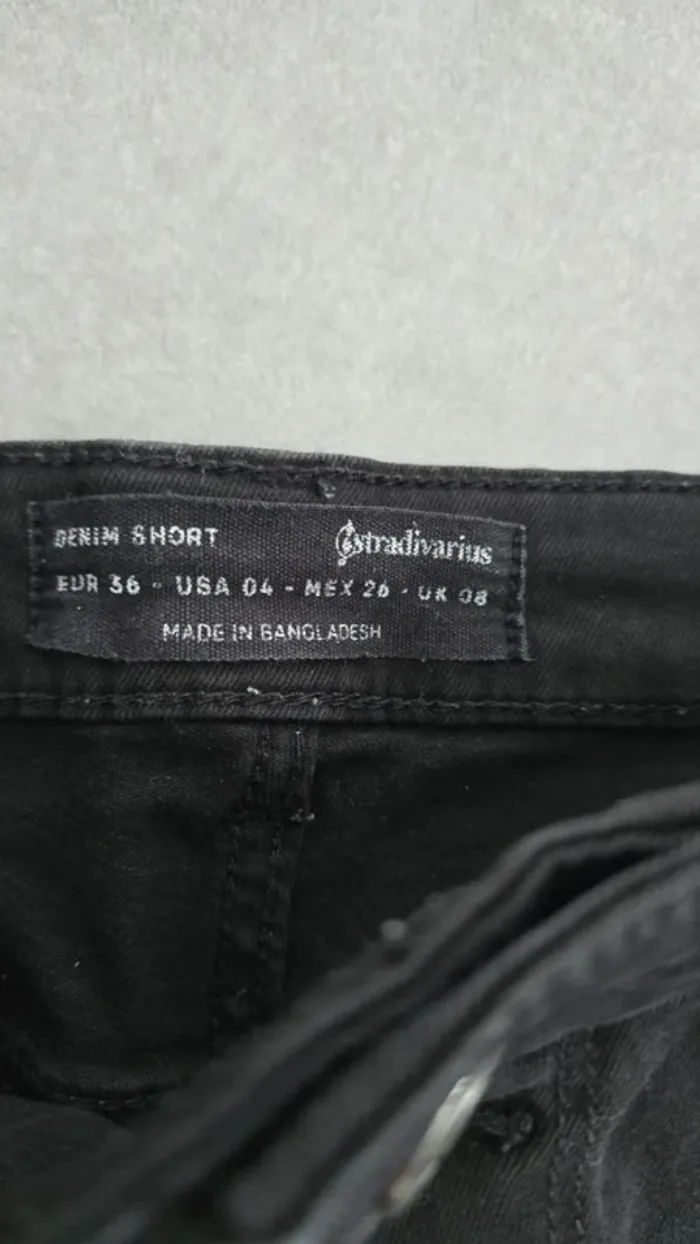 DENIM SHORT stradivarius
EUR 36 - USA 04 - MEX 26 - UK 08
MADE IN BANGLADESH